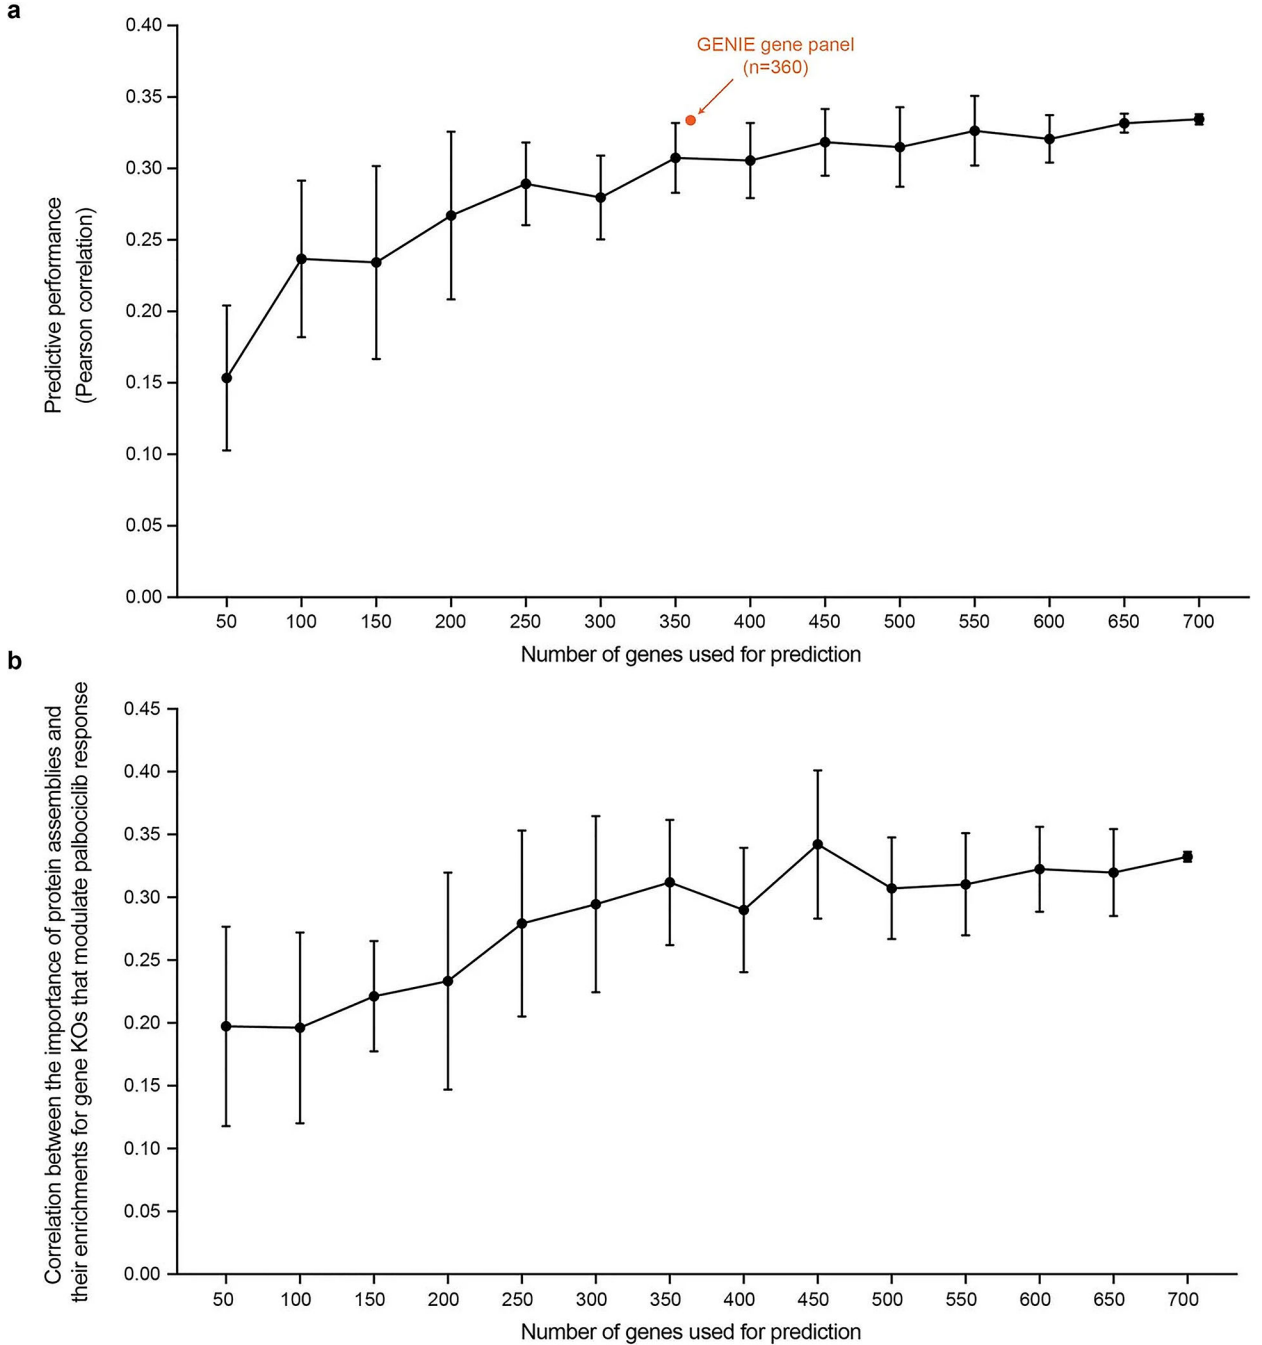 a
0.40
0.35
0.30
0.25
0.20
0.15
0.10
0.05
0.00
Predictive performance
(Pearson correlation)
GENIE gene panel
(n=360)
50 100 150 200 250 300 350 400 450 500 550 600 650 700
Number of genes used for prediction
b
0.45
0.40
0.35
0.30
0.25
0.20
0.15
0.10
0.05
0.00
Correlation between the importance of protein assemblies and
their enrichments for gene KOs that modulate palbociclib response
50 100 150 200 250 300 350 400 450 500 550 600 650 700
Number of genes used for prediction